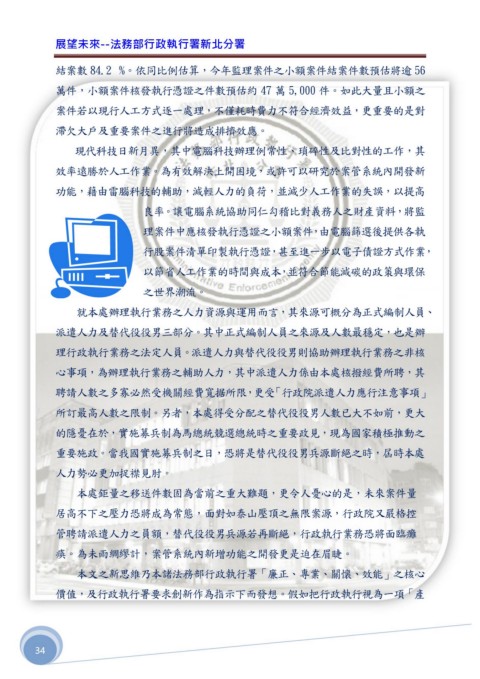 展望未來--法務部行政執行署新北分署
結案數 84.2 %。依同比例估算，今年監理案件之小額案件結案件數預估將逾 56
萬件，小額案件核發執行憑證之件數預估約 47 萬 5,000 件。如此大量且小額之
案件若以現行人工方式逐一處理，不僅耗時費力不符合經濟效益，更重要的是對
滯欠大戶及重要案件之進行將造成排擠效應。
現代科技日新月異，其中電腦科技辦理例常性、瑣碎性及比對性的工作，其
效率遠勝於人工作業。為有效解決上開困境，或許可以研究於案管系統內開發新
功能，藉由電腦科技的輔助，減輕人力的負荷，並減少人工作業的失誤，以提高
良率。讓電腦系統協助同仁勾稽比對義務人之財產資料，將監
理案件中應核發執行憑證之小額案件，由電腦篩選後提供各執
行股案件清單印製執行憑證，甚至進一步以電子債證方式作業，
以節省人工作業的時間與成本，並符合節能減碳的政策與環保
之世界潮流。
就本處辦理執行業務之人力資源與運用而言，其來源可概分為正式編制人員、
派遣人力及替代役役男三部分。其中正式編制人員之來源及人數最穩定，也是辦
理行政執行業務之法定人員。派遣人力與替代役役男則協助辦理執行業務之非核
心事項，為辦理執行業務之輔助人力，其中派遣人力係由本處核撥經費所聘，其
聘請人數之多寡必然受機關經費寬援所限，更受「行政院派遣人力應行注意事項」
所訂最高人數之限制。另者，本處得受分配之替代役役男人數已大不如前，更大
的隱憂在於，實施募兵制為馬總統競選總統時之重要政見，現為國家積極推動之
重要施政。當我國實施募兵制之日，恐將是替代役役男兵源斷絕之時，屆時本處
人力勢必更加捉襟見肘。
本處鉅量之移送件數固為當前之重大難題，更令人憂心的是，未來案件量
居高不下之壓力恐將成為常態，面對如泰山壓頂之無限案源，行政院又嚴格控
管聘請派遣人力之員額，替代役役男兵源若再斷絕，行政執行業務恐將面臨癱
瘓。為未雨綢繆計，案管系統內新增功能之開發更是迫在眉睫。
本文之新思維乃本諸法務部行政執行署「廉正、專業、關懷、效能」之核心
價值，及行政執行署要求創新作為指示下而發想。假如把行政執行視為一項「產
34